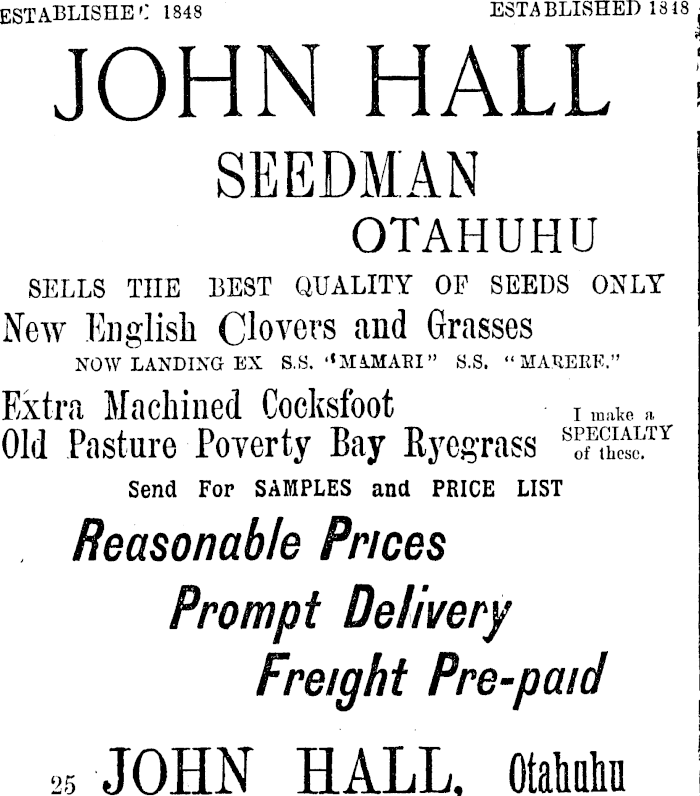 ESTABLISHED 1848 ESTABLISHED 1848
JOHN HALL
SEEDMAN
OTAHUHU
SELLS THE BEST QUALITY OF SEEDS ONLY
New English Clovers and Grasses
NOW LANDING EX S.S. "MAMARI" S.S. "MARERE."
Extra Machined Cocksfoot
Old Pasture Poverty Bay Ryegrass
I make a
SPECIALTY
of these.
Send For SAMPLES and PRICE LIST
Reasonable Prices
Prompt Delivery
Freight Pre-paid
25 JOHN HALL, Otahuhu